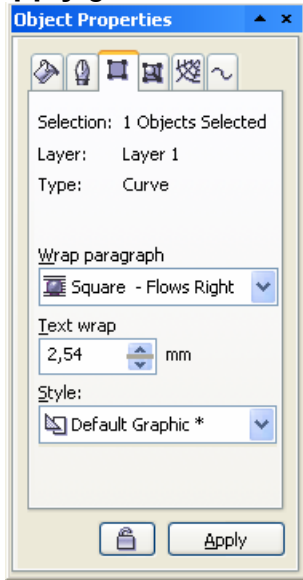 Object Properties
Selection: 1 Objects Selected
Layer: Layer 1
Type: Curve
Wrap paragraph
Square - Flows Right
Text wrap
2,54 mm
Style:
Default Graphic *
Apply